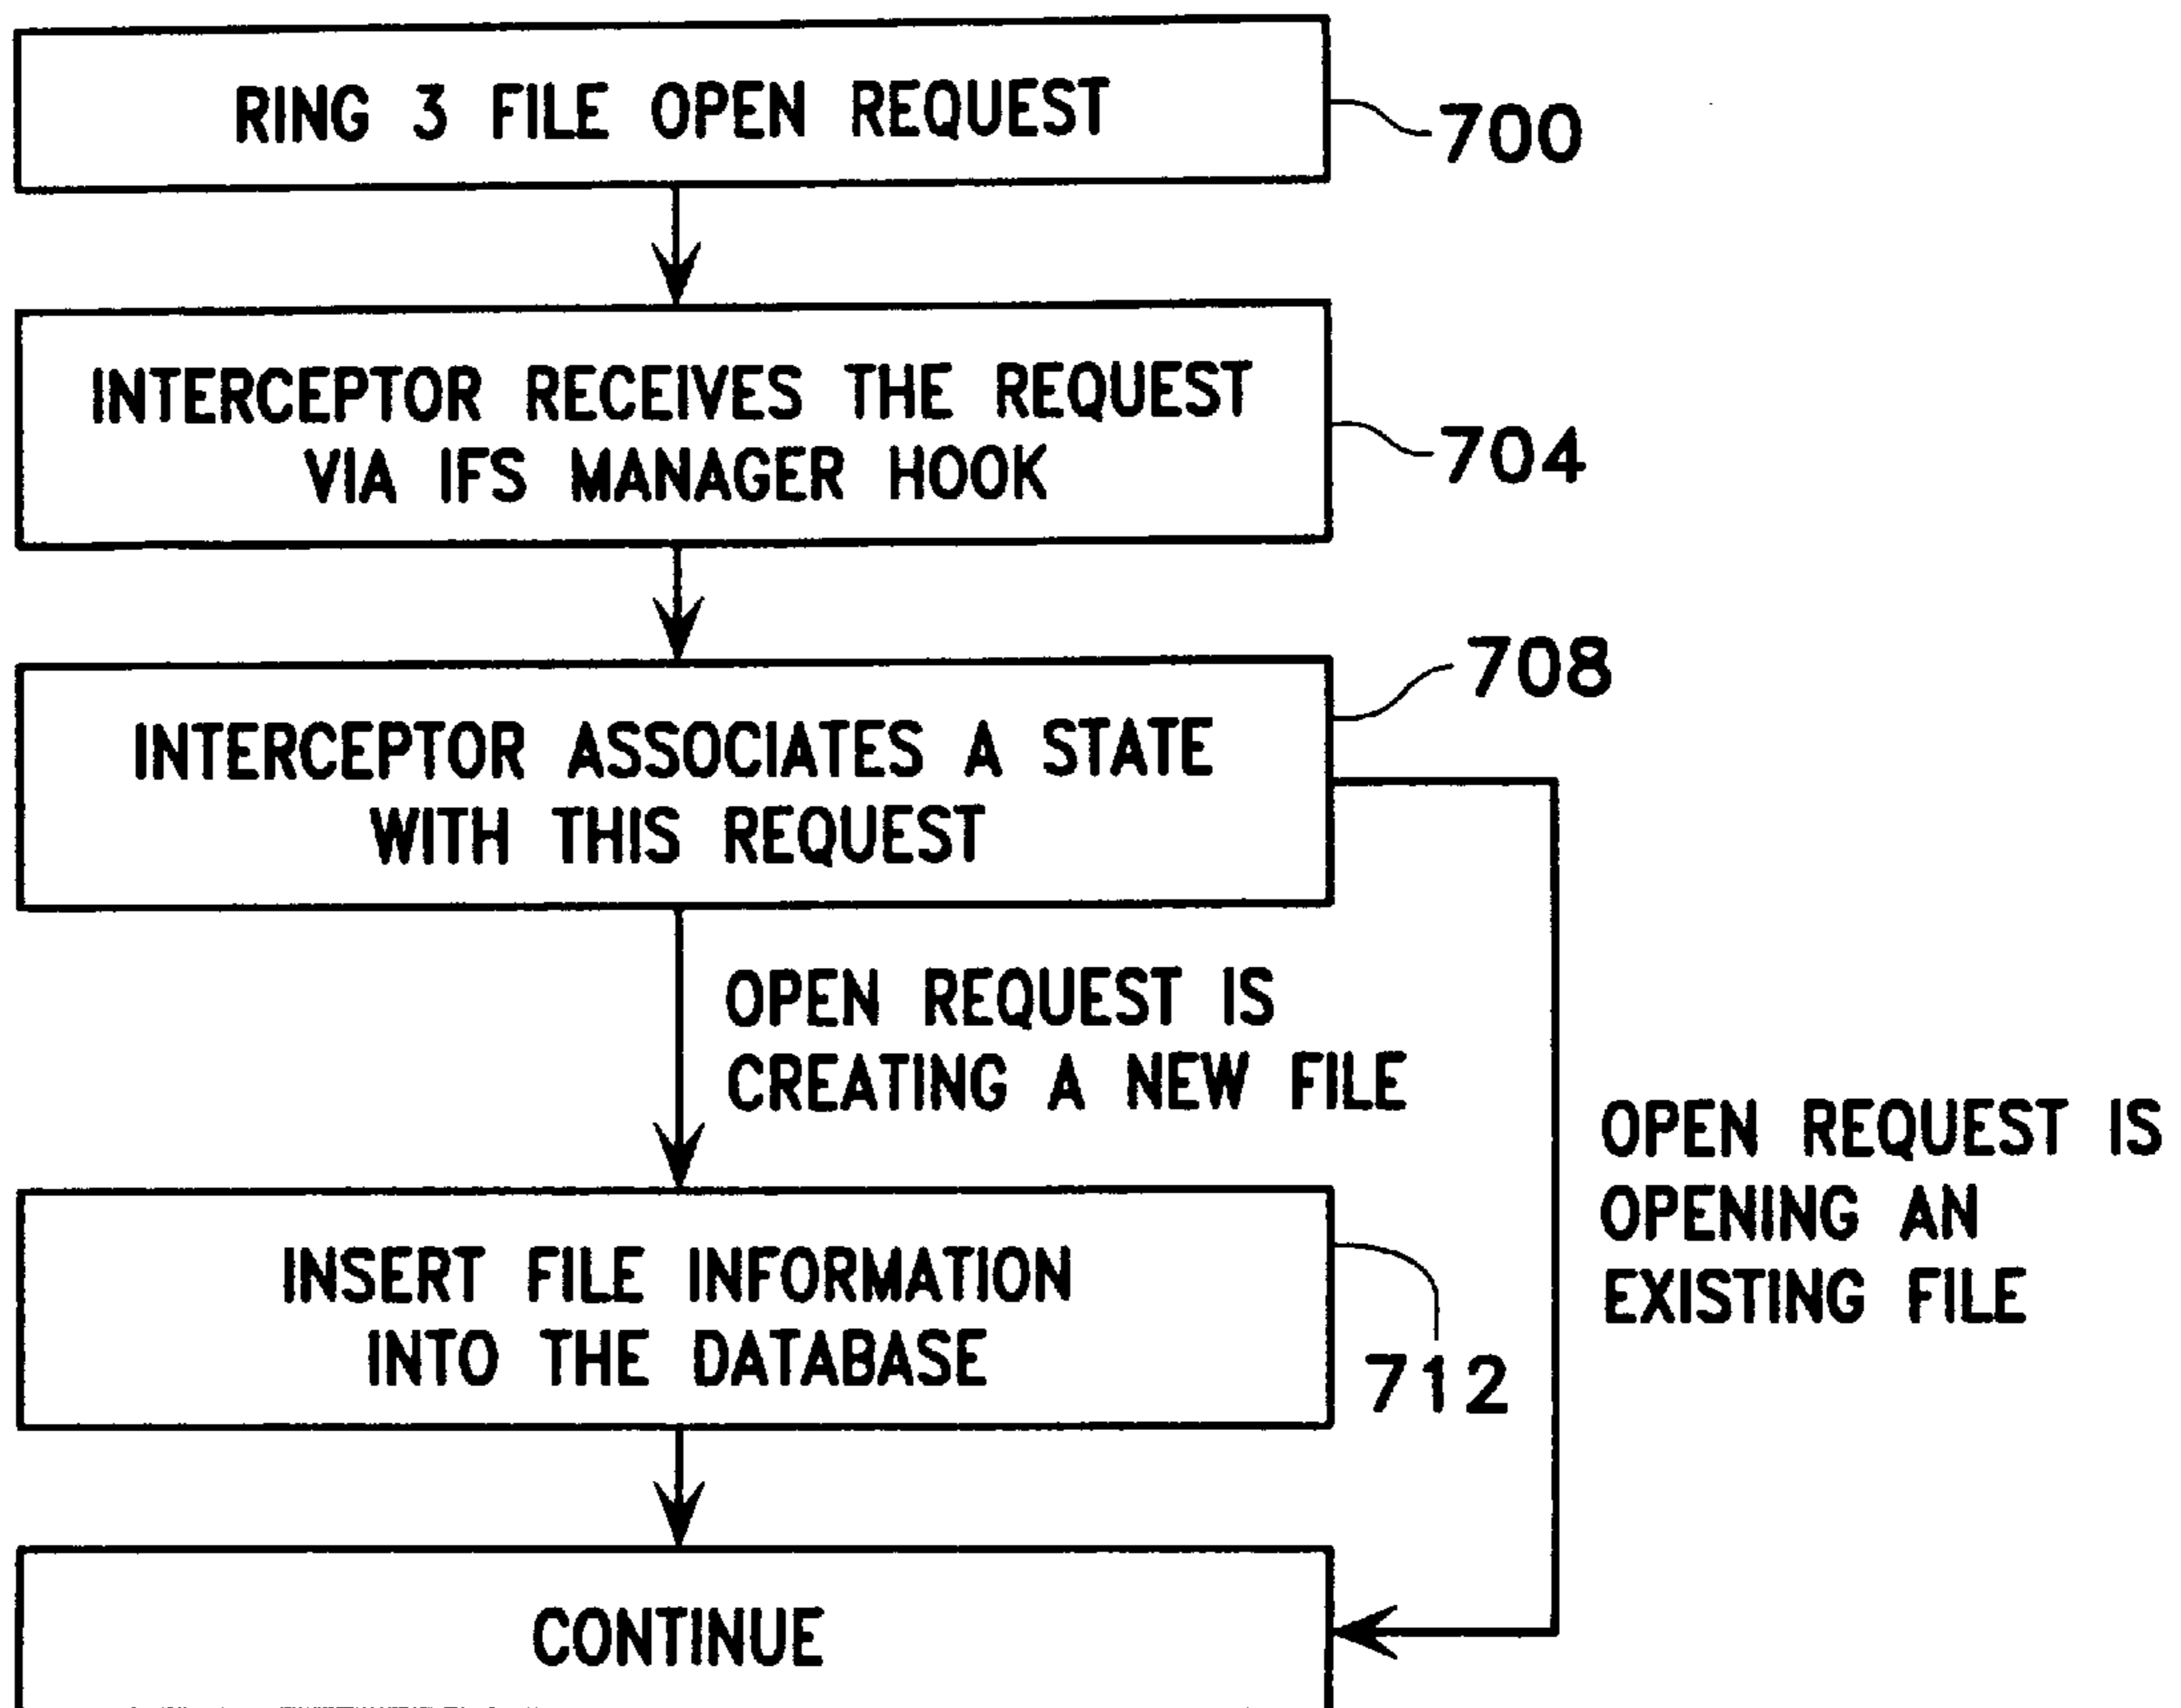 RING 3 FILE OPEN REQUEST
700
INTERCEPTOR RECEIVES THE REQUEST
VIA IFS MANAGER HOOK
704
708
INTERCEPTOR ASSOCIATES A STATE
WITH THIS REQUEST
OPEN REQUEST IS
CREATING A NEW FILE
OPEN REQUEST IS
OPENING AN
EXISTING FILE
INSERT FILE INFORMATION
INTO THE DATABASE
712
CONTINUE